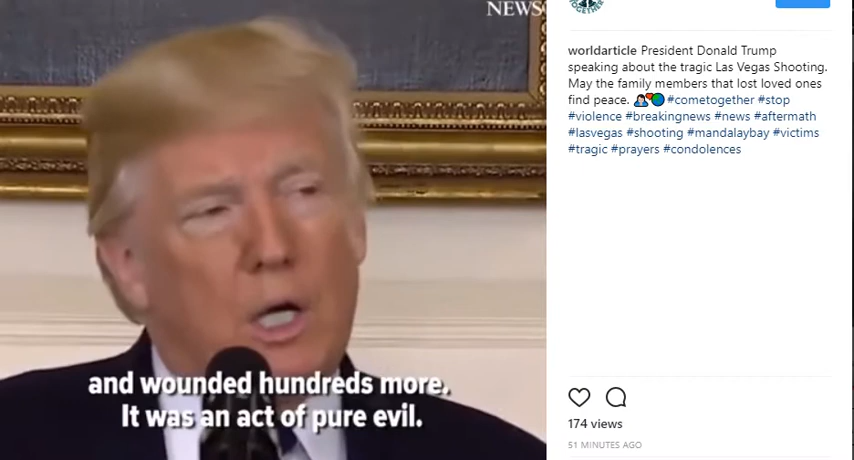 NEWS
TOGETHER
worldarticle President Donald Trump
speaking about the tragic Las Vegas Shooting.
May the family members that lost loved ones
find peace. #cometogether #stop
#violence #breakingnews #news #aftermath
#lasvegas #shooting #mandalaybay #victims
#tragic #prayers #condolences
and wounded hundreds more.
It was an act of pure evil.
174 views
51 MINUTES AGO